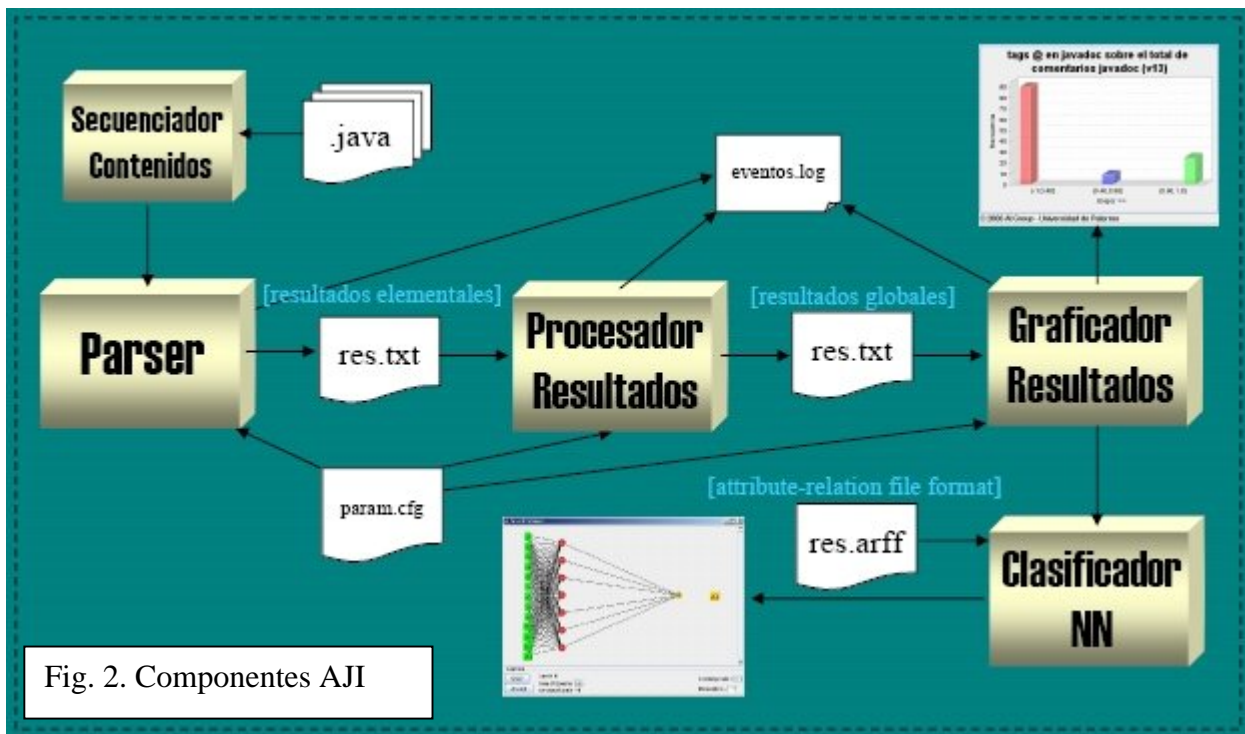 Secuenciador
Contenidos
.java
eventos.log
tags @ en javadoc sobre el total de
comentarios javadoc (v13)
Parser
[resultados elementales]
res.txt
Procesador
Resultados
[resultados globales]
res.txt
Graficador
Resultados
param.cfg
[attribute-relation file format]
res.arff
Clasificador
NN
Fig. 2. Componentes AJI